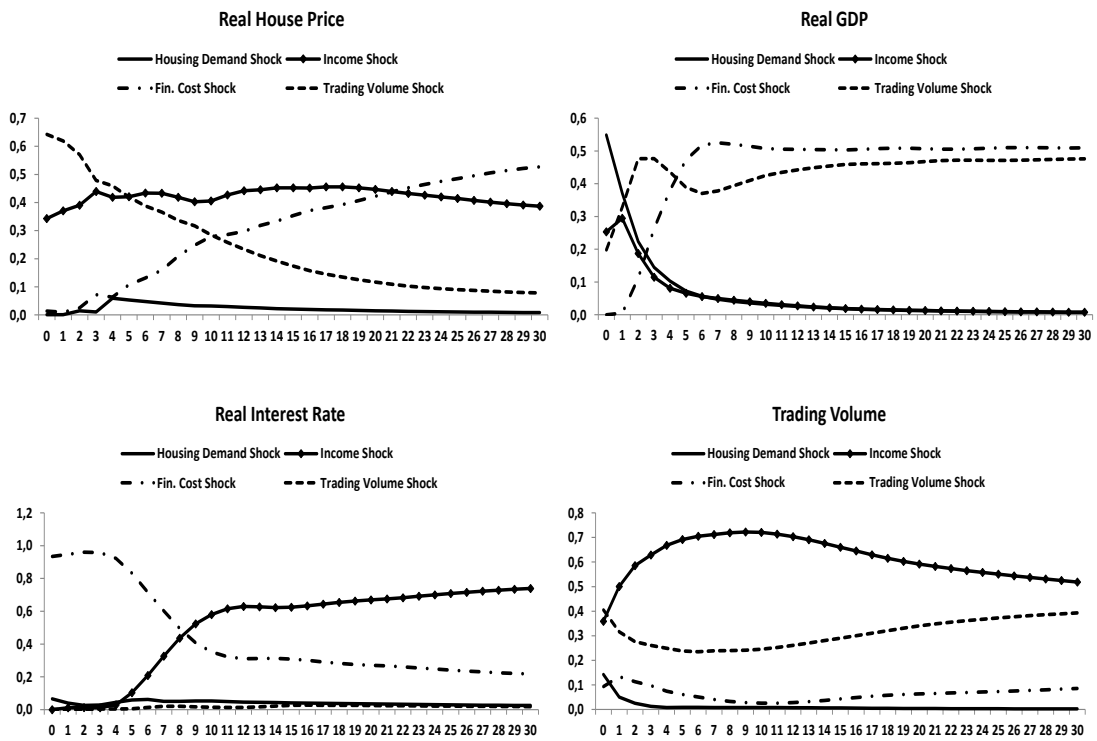 Real House Price
Housing Demand Shock Income Shock
Fin. Cost Shock Trading Volume Shock
0,7
0,6
0,5
0,4
0,3
0,2
0,1
0,0
0 1 2 3 4 5 6 7 8 9 10 11 12 13 14 15 16 17 18 19 20 21 22 23 24 25 26 27 28 29 30
Real GDP
Housing Demand Shock Income Shock
Fin. Cost Shock Trading Volume Shock
0,6
0,5
0,4
0,3
0,2
0,1
0,0
0 1 2 3 4 5 6 7 8 9 10 11 12 13 14 15 16 17 18 19 20 21 22 23 24 25 26 27 28 29 30
Real Interest Rate
Housing Demand Shock Income Shock
Fin. Cost Shock Trading Volume Shock
1,2
1,0
0,8
0,6
0,4
0,2
0,0
0 1 2 3 4 5 6 7 8 9 10 11 12 13 14 15 16 17 18 19 20 21 22 23 24 25 26 27 28 29 30
Trading Volume
Housing Demand Shock Income Shock
Fin. Cost Shock Trading Volume Shock
0,8
0,7
0,6
0,5
0,4
0,3
0,2
0,1
0,0
0 1 2 3 4 5 6 7 8 9 10 11 12 13 14 15 16 17 18 19 20 21 22 23 24 25 26 27 28 29 30